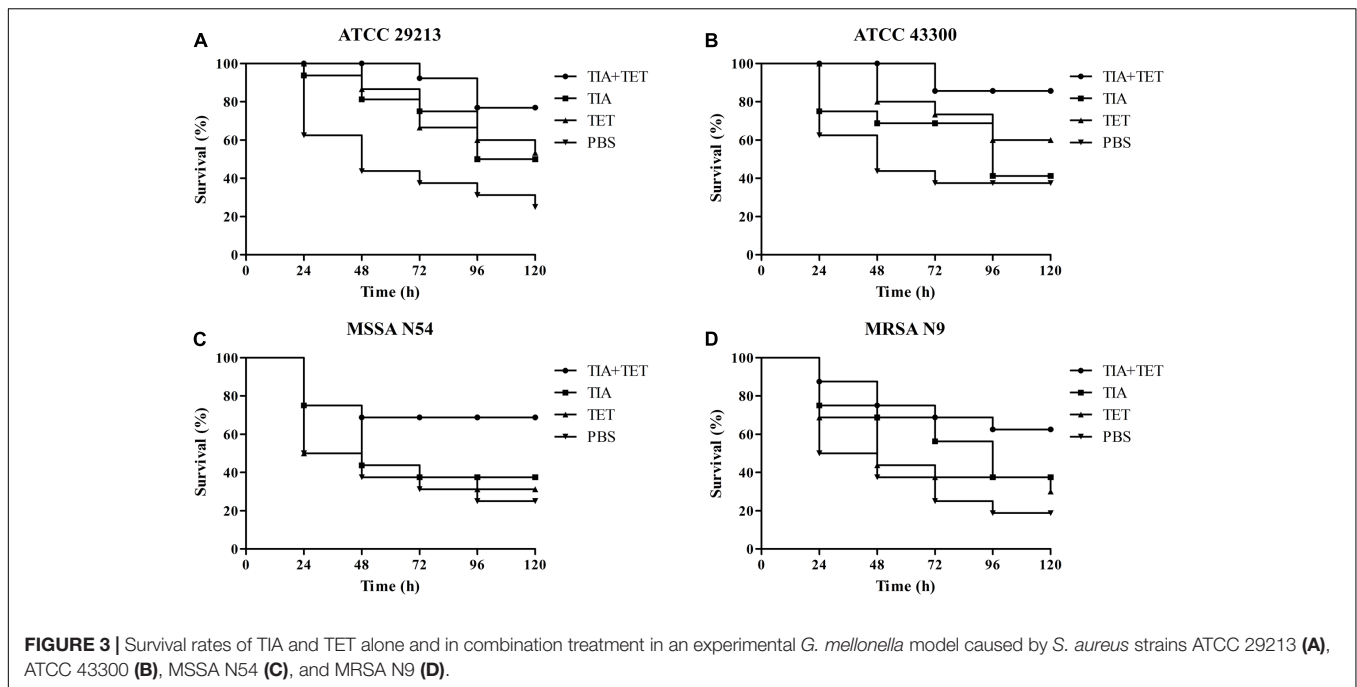 A
ATCC 29213
100
80
60
40
20
0
Survival (%)
0 24 48 72 96 120
Time (h)
TIA+TET
TIA
TET
PBS
B
ATCC 43300
100
80
60
40
20
0
Survival (%)
0 24 48 72 96 120
Time (h)
TIA+TET
TIA
TET
PBS
C
MSSA N54
100
80
60
40
20
0
Survival (%)
0 24 48 72 96 120
Time (h)
TIA+TET
TIA
TET
PBS
D
MRSA N9
100
80
60
40
20
0
Survival (%)
0 24 48 72 96 120
Time (h)
TIA+TET
TIA
TET
PBS
FIGURE 3 | Survival rates of TIA and TET alone and in combination treatment in an experimental G. mellonella model caused by S. aureus strains ATCC 29213 (A),
ATCC 43300 (B), MSSA N54 (C), and MRSA N9 (D).